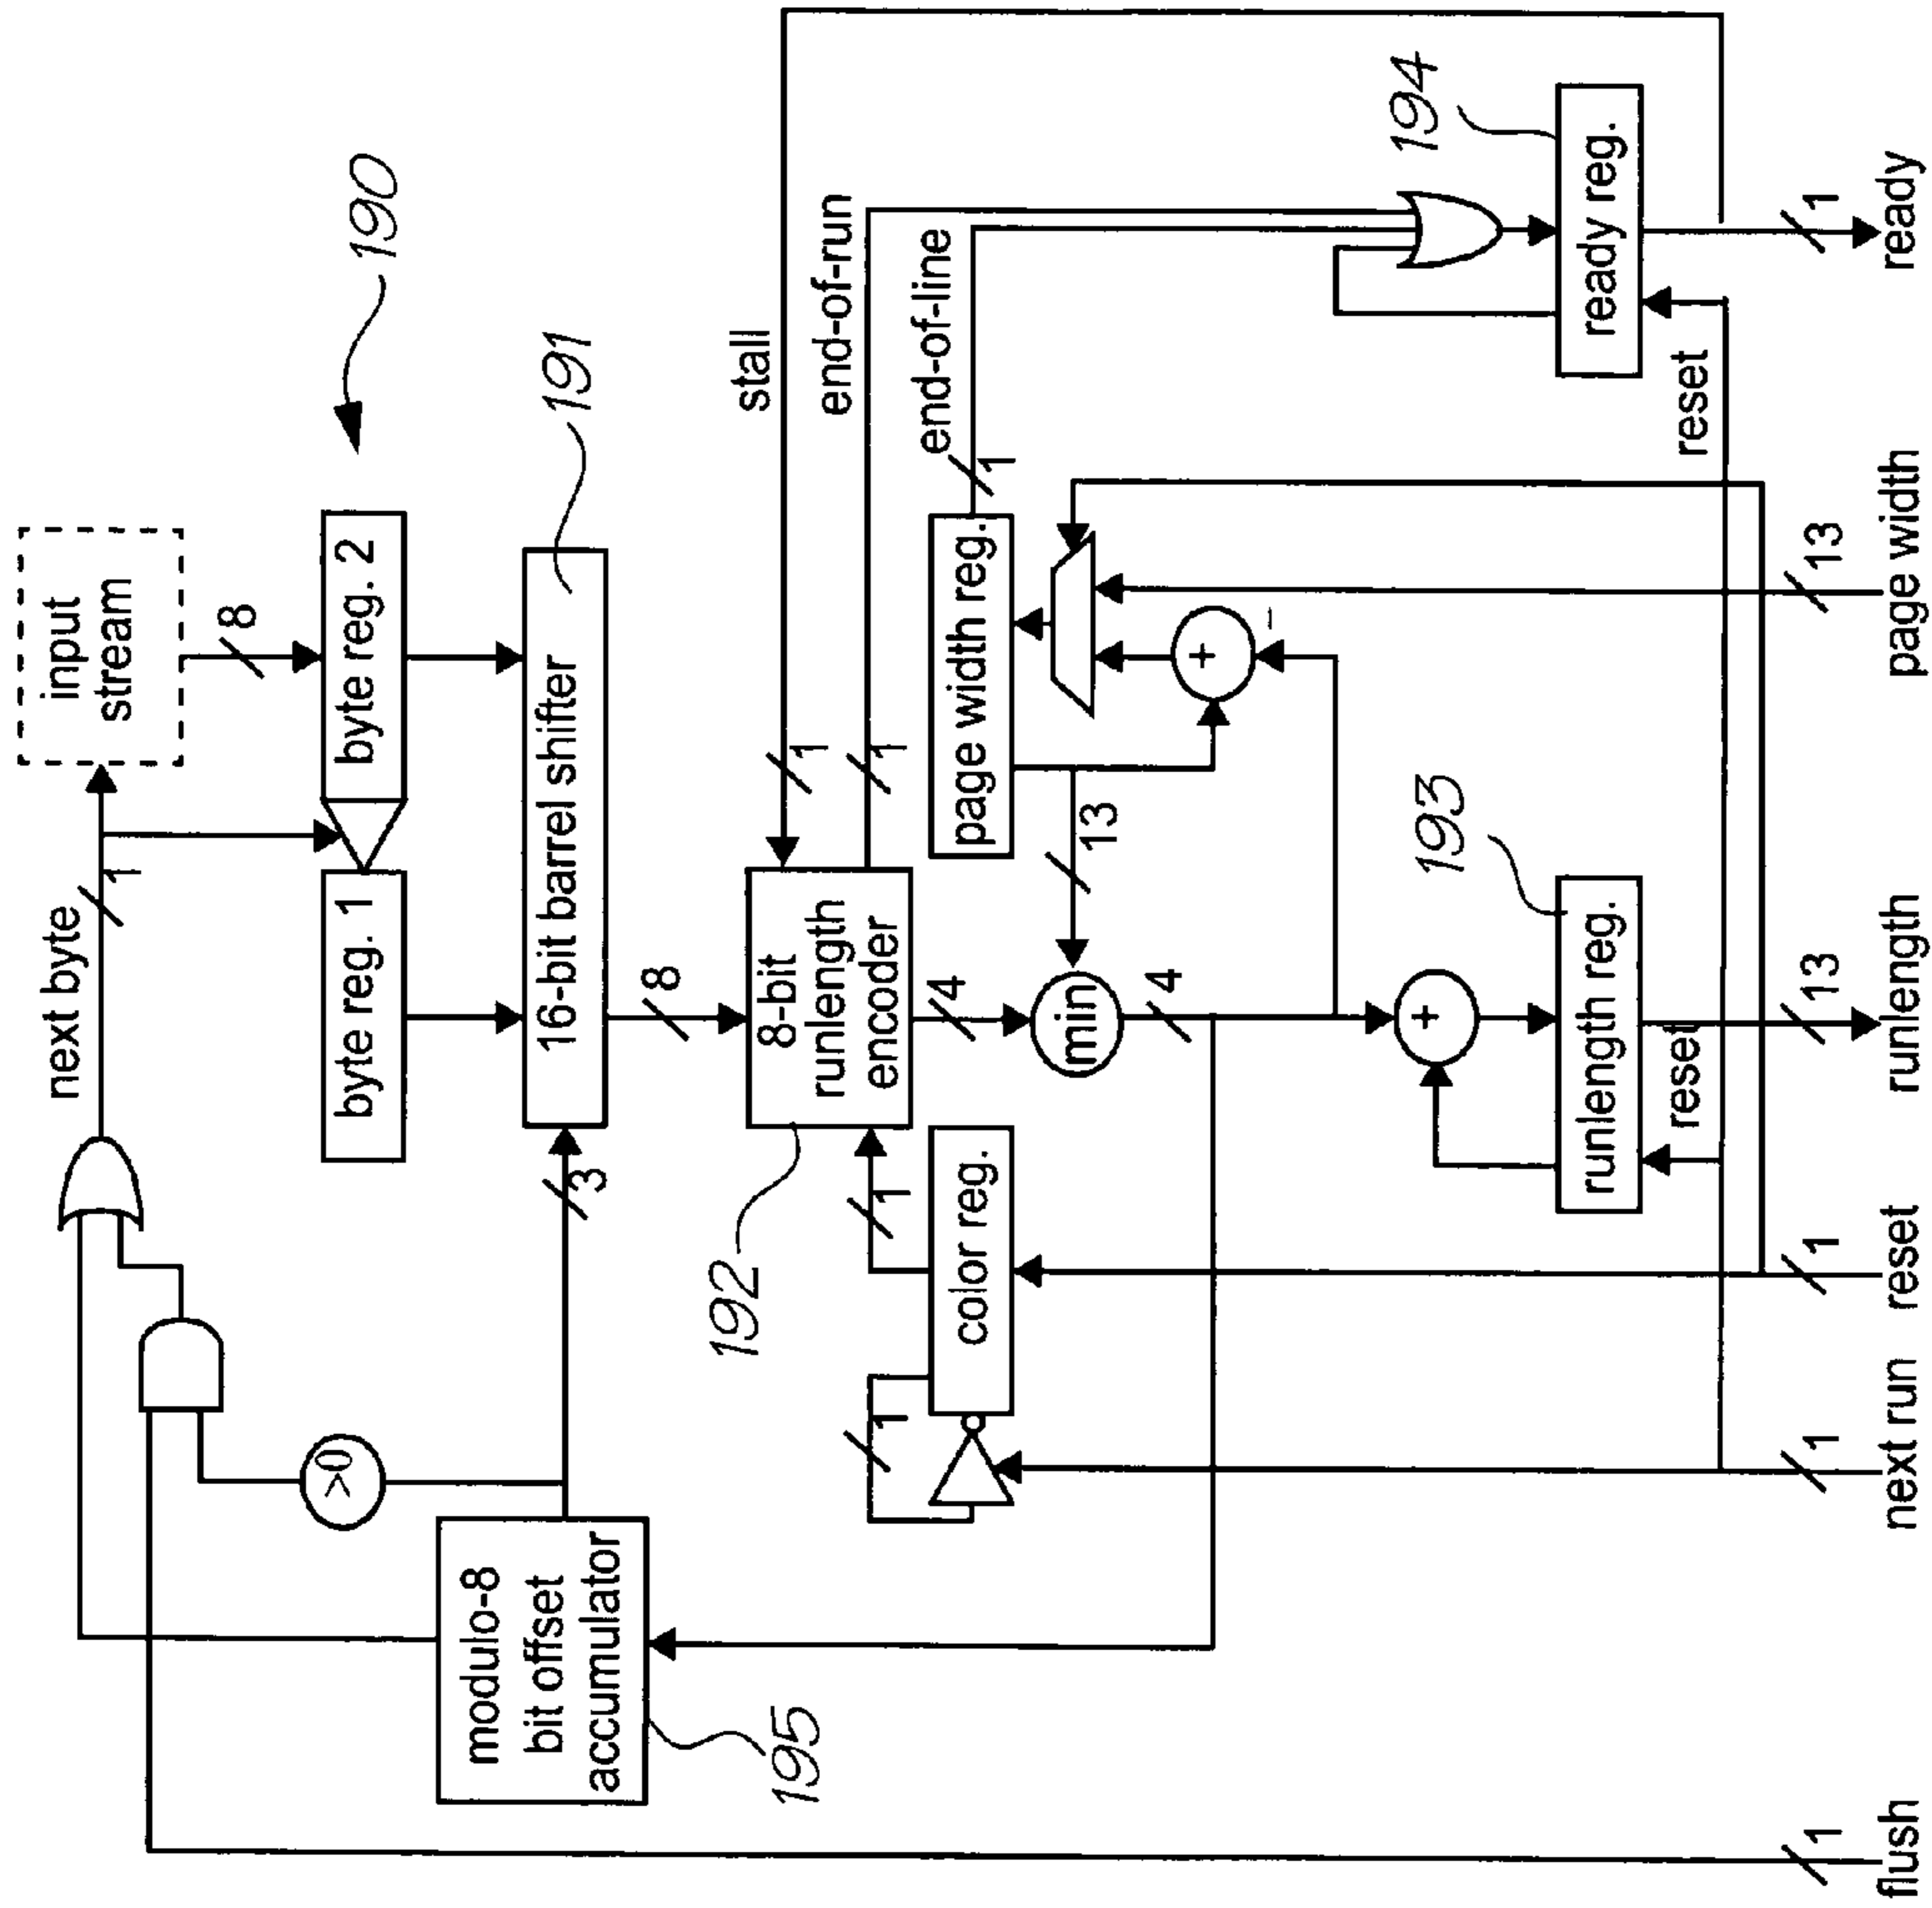 input
stream
190
8
next byte
1
byte reg. 1
byte reg. 2
191
16-bit barrel shifter
3
>0
modulo-8
bit offset
accumulator
195
8
stall
1
end-of-run
1
end-of-line
1
192
8-bit
runlength
encoder
1
color reg.
1
4
min
4
13
page width reg.
+
–
+
193
runlength reg.
reset
194
ready reg.
reset
1
flush
1
next run
1
reset
13
runlength
13
page width
1
ready